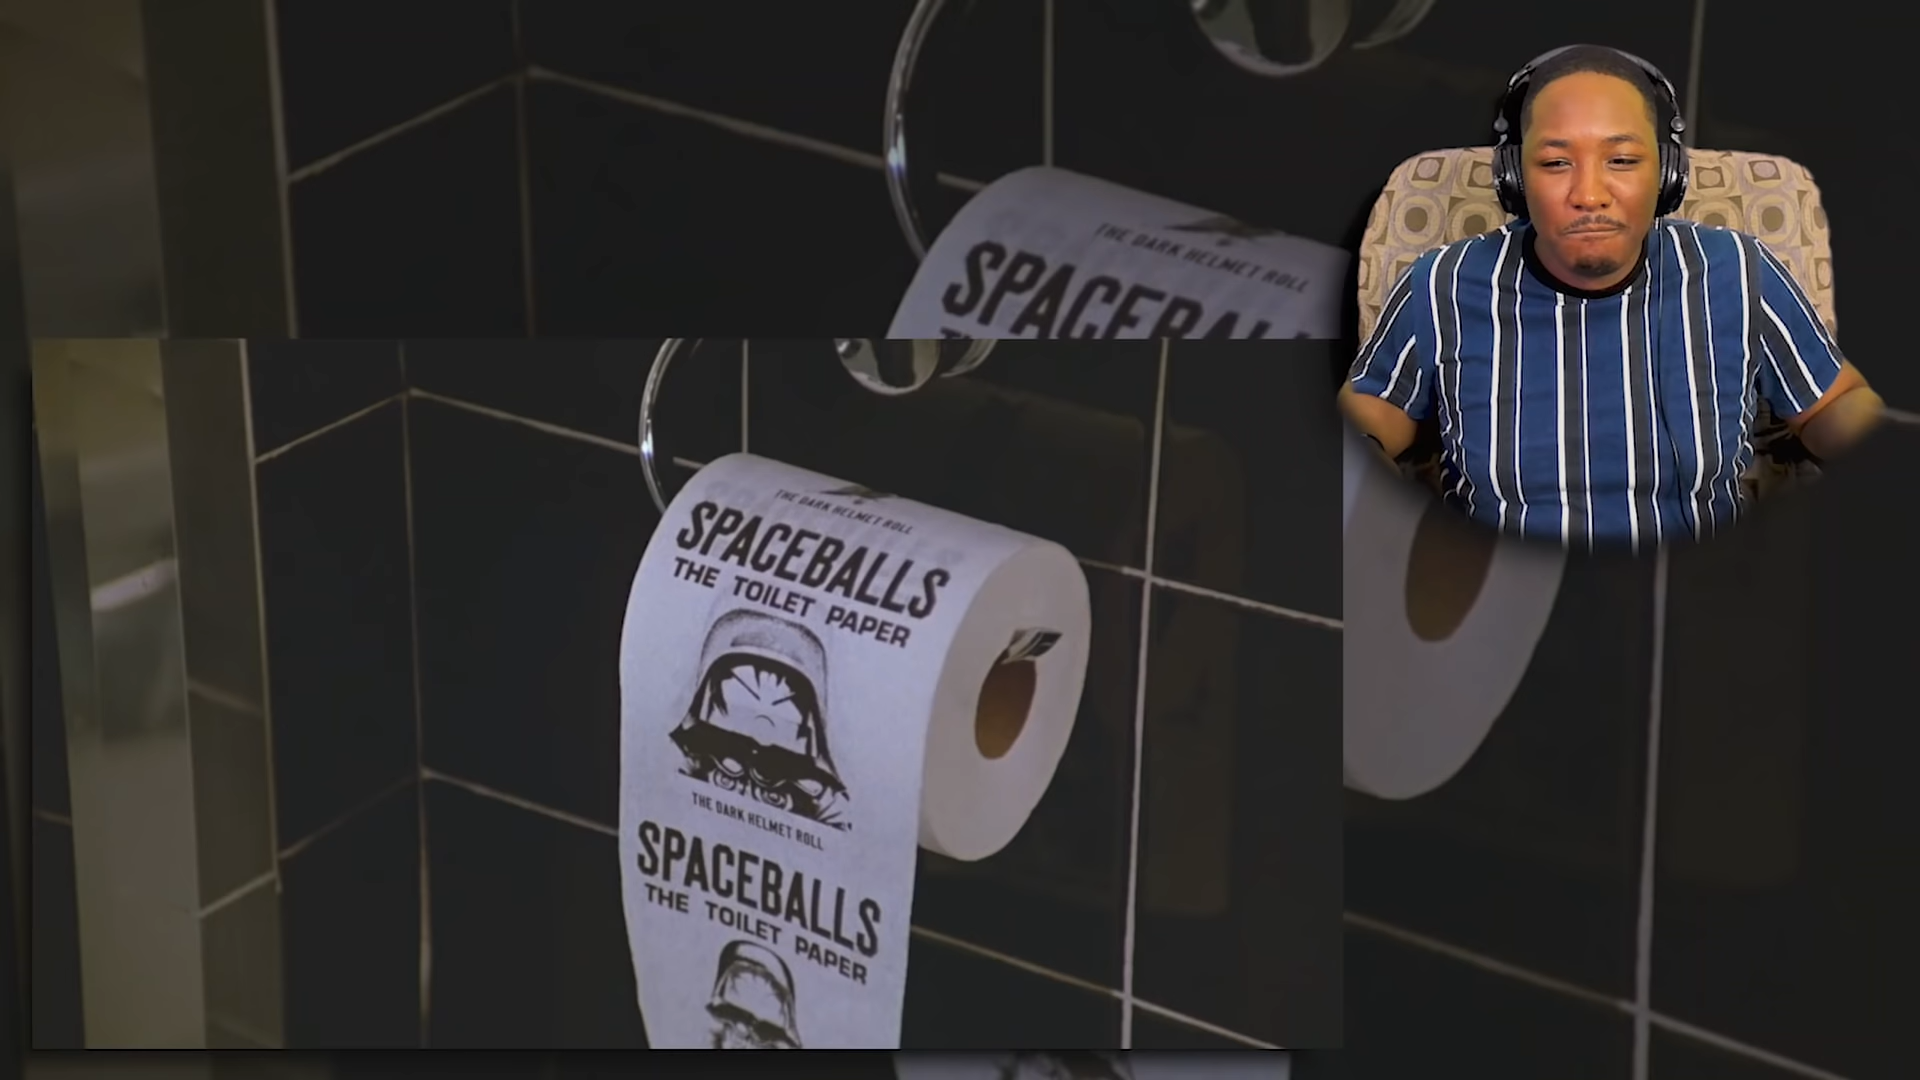 THE DARK HELMET ROLL
SPACEBALLS
THE DARK HELMET ROLL
SPACEBALLS
THE TOILET PAPER
THE DARK HELMET ROLL
SPACEBALLS
THE TOILET PAPER